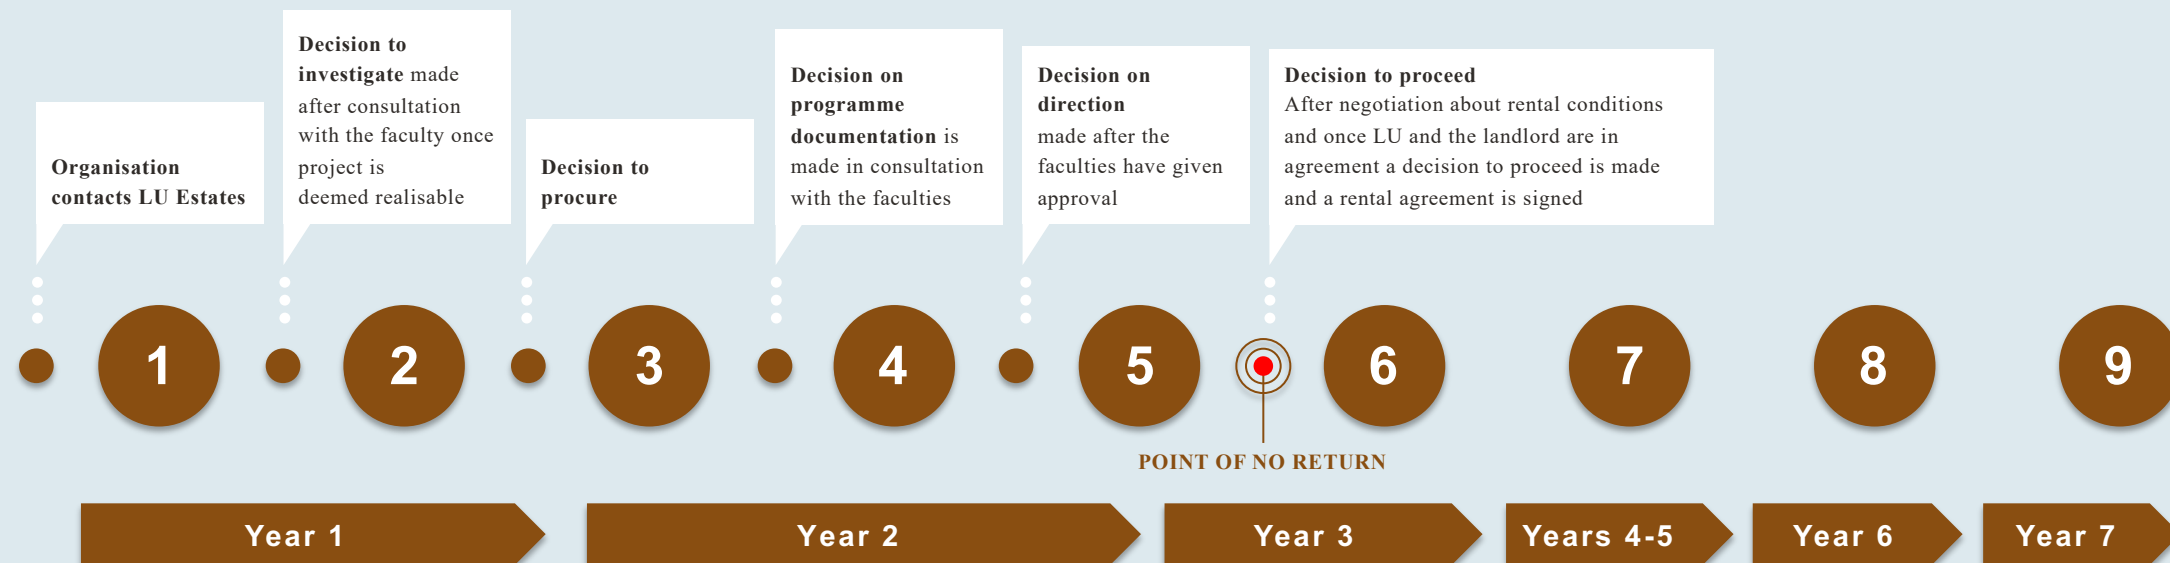 Organisation
contacts LU Estates
Decision to
investigate made
after consultation
with the faculty once
project is
deemed realisable
Decision to
procure
Decision on
programme
documentation is
made in consultation
with the faculties
Decision on
direction
made after the
faculties have given
approval
Decision to proceed
After negotiation about rental conditions
and once LU and the landlord are in
agreement a decision to proceed is made
and a rental agreement is signed
1
2
3
4
5
6
7
8
9
POINT OF NO RETURN
Year 1
Year 2
Year 3
Years 4-5
Year 6
Year 7